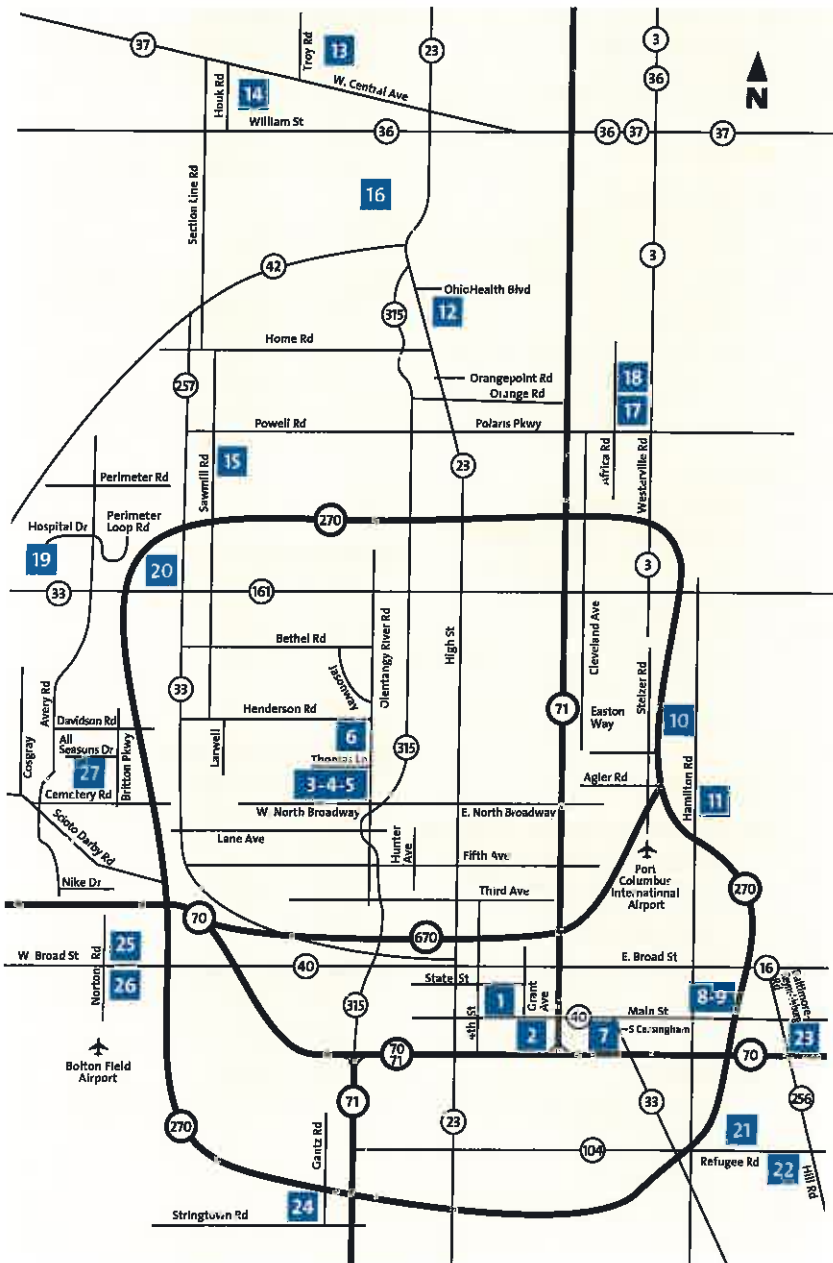 37
Troy Rd
13
23
3
36
N
Houk Rd
14
W. Central Ave
William St
36
36
37
37
Section Line Rd
16
3
42
OhioHealth Blvd
315
12
Home Rd
Orangepoint Rd
Orange Rd
257
18
17
Powell Rd
Polaris Pkwy
Africa Rd
Westerville Rd
Sawmill Rd
15
23
Perimeter Rd
Perimeter
Loop Rd
Hospital Dr
270
19
20
3
33
161
Olentangy River Rd
High St
Cleveland Ave
Stelzer Rd
Bethel Rd
Jasonway
33
71
Easton
Way
10
Avery Rd
Henderson Rd
Davidson Rd
All
Seasons Dr
Larwell
6
315
Cosgray
Britton Pkwy
27
Thomas Ln
3-4-5
Agler Rd
Hamilton Rd
11
Cemetery Rd
W. North Broadway
E. North Broadway
Scioto Darby Rd
Lane Ave
Hunter
Ave
Fifth Ave
Nike Dr
Third Ave
Port
Columbus
International
Airport
270
70
670
25
W. Broad St
Norton Rd
40
E. Broad St
16
26
State St
Grant
Ave
1
8-9
315
4th St
40
Main St
2
7
S Cassingham
23
Bolton Field
Airport
70
71
70
71
256
270
23
33
Gantz Rd
21
104
Refugee Rd
22
Hill Rd
24
Stringtown Rd